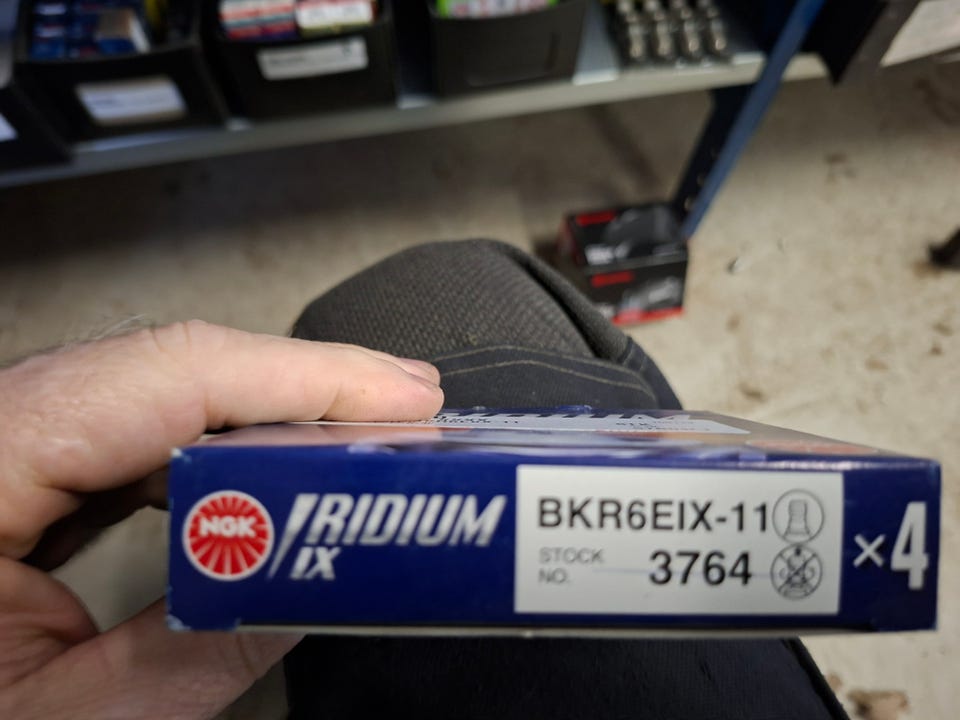 NGK
IRIDIUM
IX
BKR6EIX-11
STOCK
NO.
3764
×4